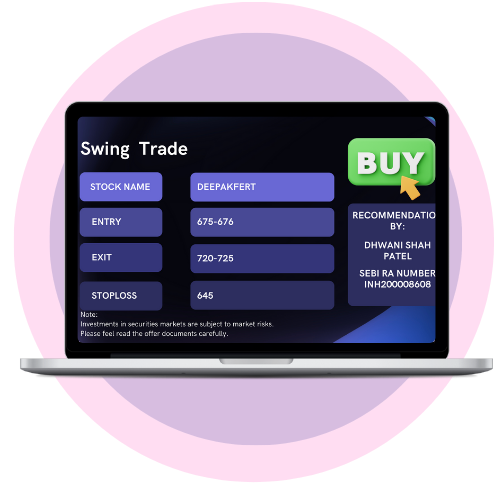 Swing Trade
BUY
STOCK NAME
DEEPAKFERT
ENTRY
675-676
EXIT
720-725
STOPLOSS
645
RECOMMENDATIO
BY:
DHWANI SHAH
PATEL
SEBI RA NUMBER
INH200008608
Note:
Investments in securities markets are subject to market risks.
Please feel read the offer documents carefully.